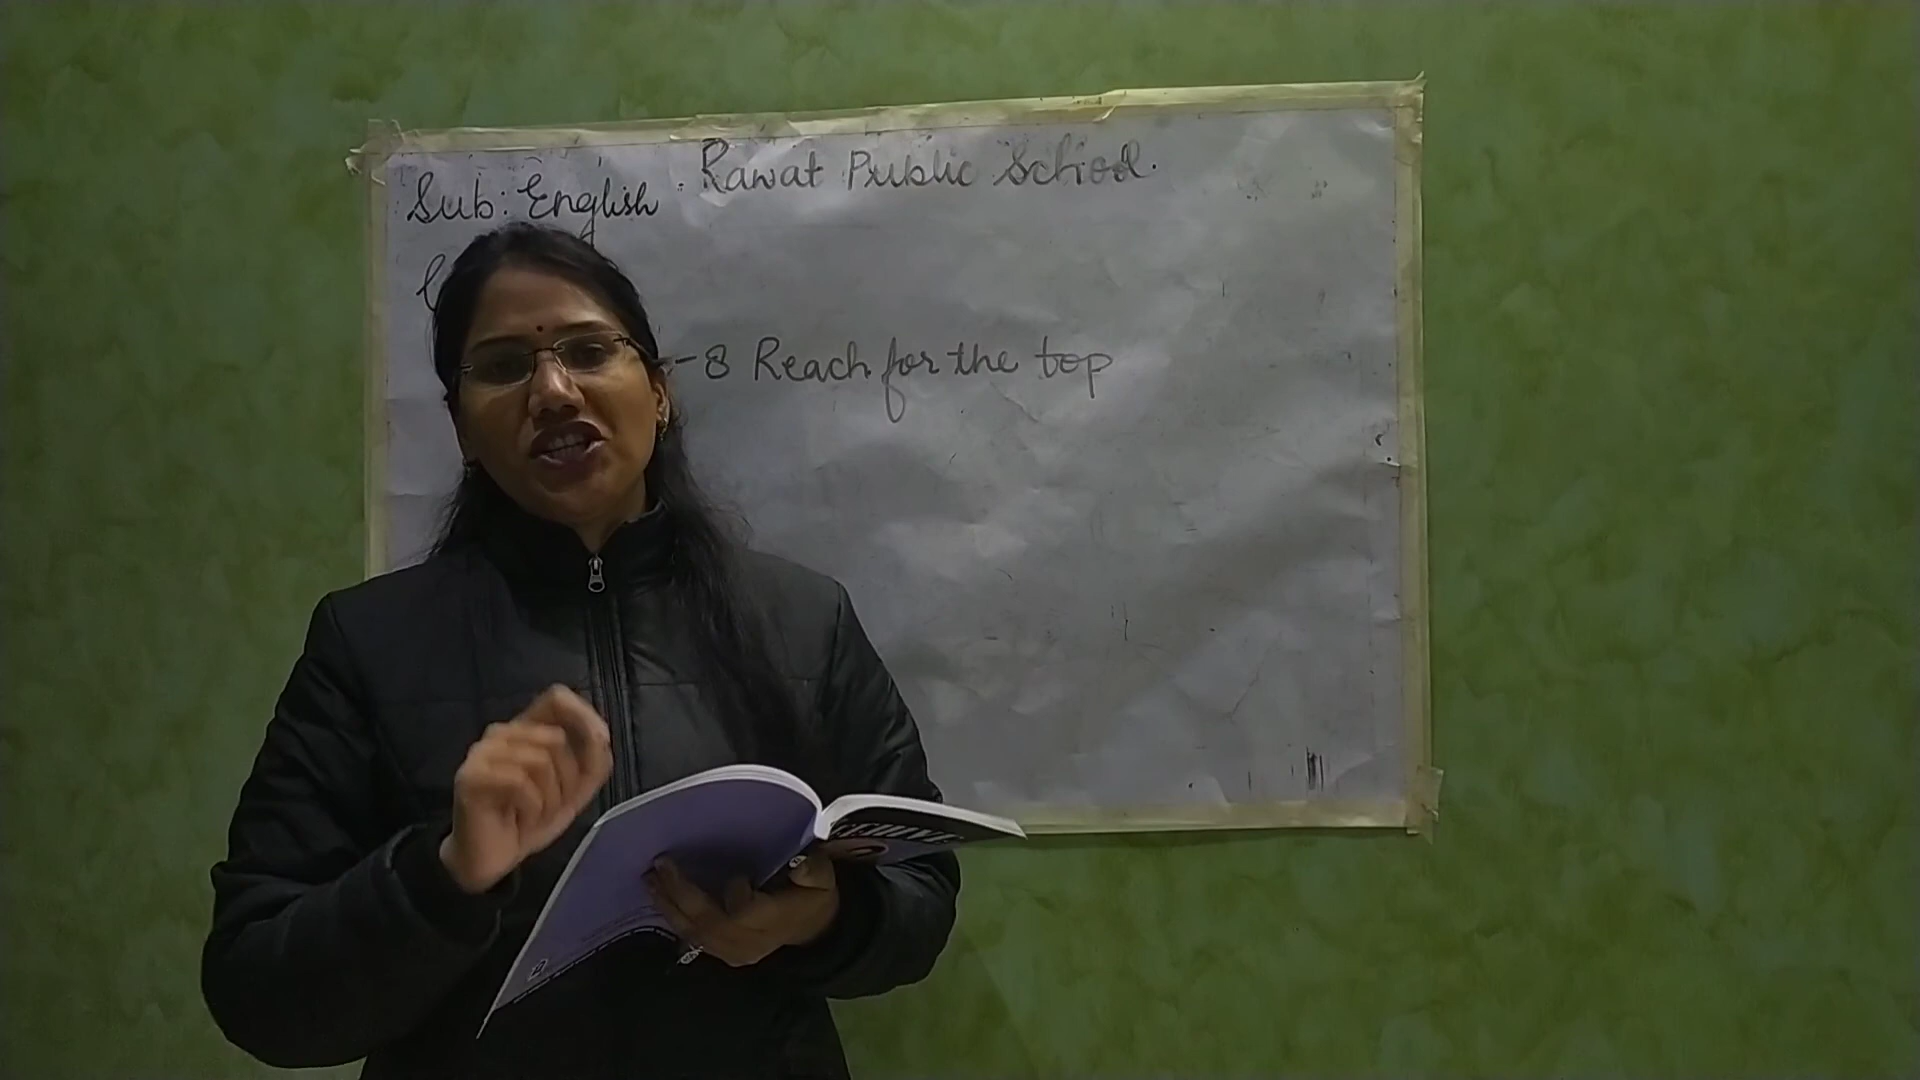 Rawat Public School.
Sub: English
-8 Reach for the top